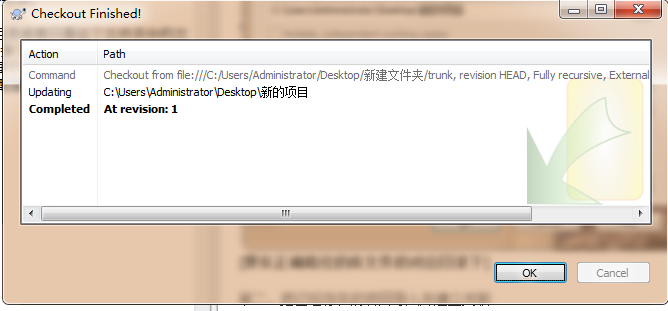 Checkout Finished!
Action Path
Command Checkout from file:///C:/Users/Administrator/Desktop/新建文件夹/trunk, revision HEAD, Fully recursive, External
Updating C:\Users\Administrator\Desktop\新的项目
Completed At revision: 1
OK Cancel